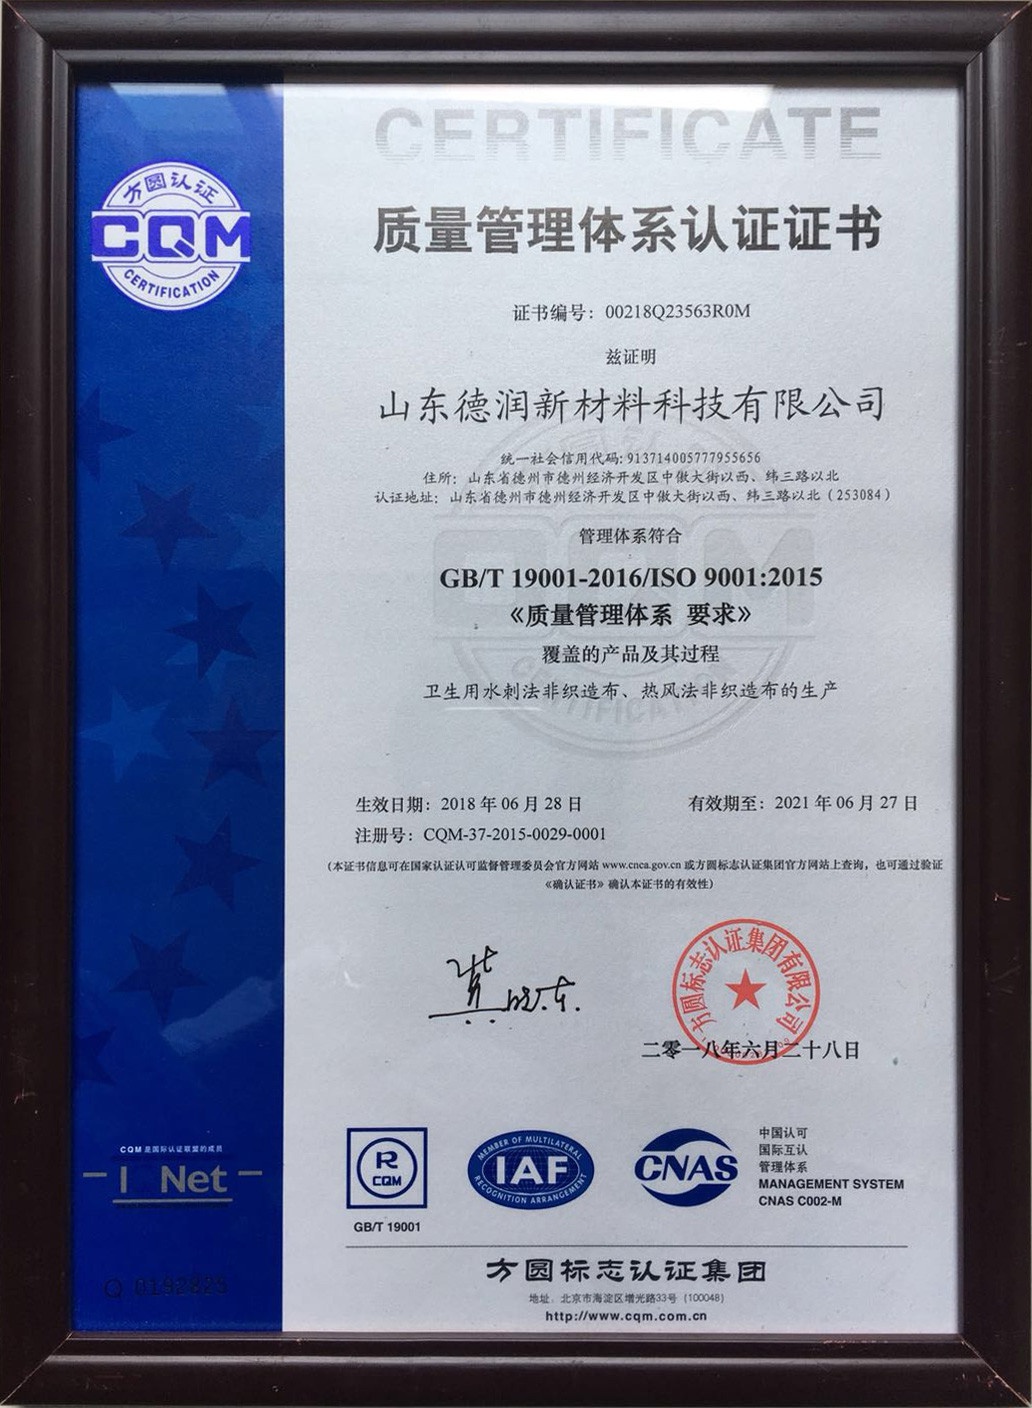 CERTIFICATE
方圆认证
CQM
CERTIFICATION
质量管理体系认证证书
证书编号：00218Q23563R0M
兹证明
山东德润新材料科技有限公司
统一社会信用代码: 913714005777955656
住所：山东省德州市德州经济开发区中傲大街以西、纬三路以北
认证地址：山东省德州市德州经济开发区中傲大街以西、纬三路以北（253084）
管理体系符合
GB/T 19001-2016/ISO 9001:2015
《质量管理体系 要求》
覆盖的产品及其过程
卫生用水刺法非织造布、热风法非织造布的生产
生效日期：2018 年 06 月 28 日
有效期至：2021 年 06 月 27 日
注册号：CQM-37-2015-0029-0001
（本证书信息可在国家认证认可监督管理委员会官方网站 www.cnca.gov.cn 或方圆标志认证集团官方网站上查询，也可通过验证
《确认证书》确认本证书的有效性）
方圆标志认证集团有限公司
二零一八年六月二十八日
CQM 是国际认证联盟的成员
I Net
R
CQM
GB/T 19001
MEMBER OF MULTILATERAL
IAF
RECOGNITION ARRANGEMENT
CNAS
中国认可
国际互认
管理体系
MANAGEMENT SYSTEM
CNAS C002-M
Q 0192825
方圆标志认证集团
地址：北京市海淀区增光路33号（100048）
http://www.cqm.com.cn